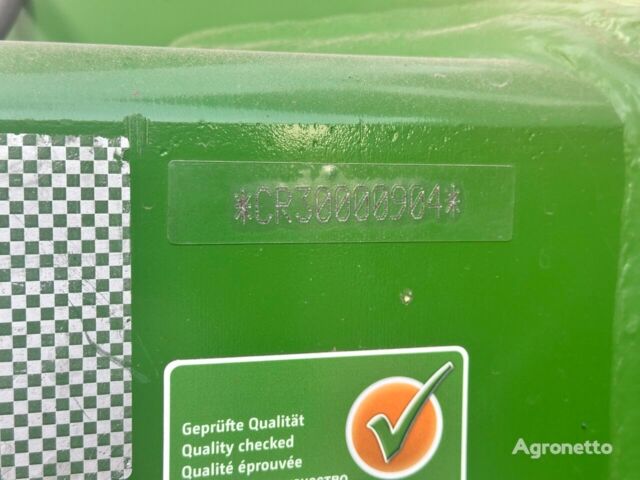 *CR30000904*
Geprüfte Qualität
Quality checked
Qualité éprouvée
Agronetto